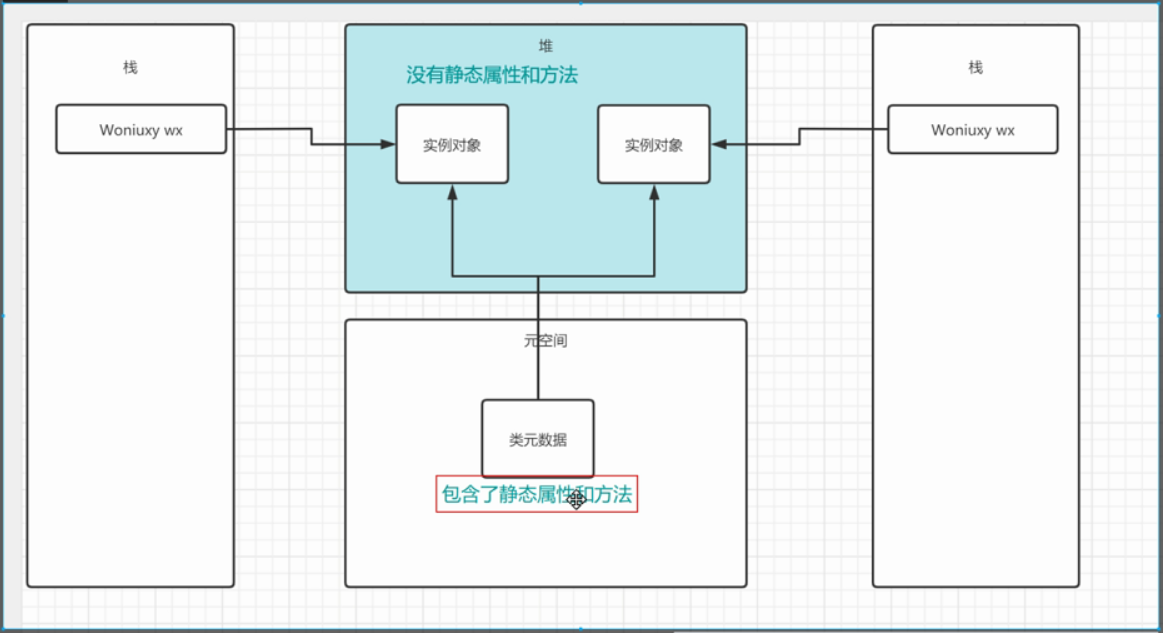 栈
Woniuxy wx
堆
没有静态属性和方法
实例对象
实例对象
栈
Woniuxy wx
元空间
类元数据
包含了静态属性和方法